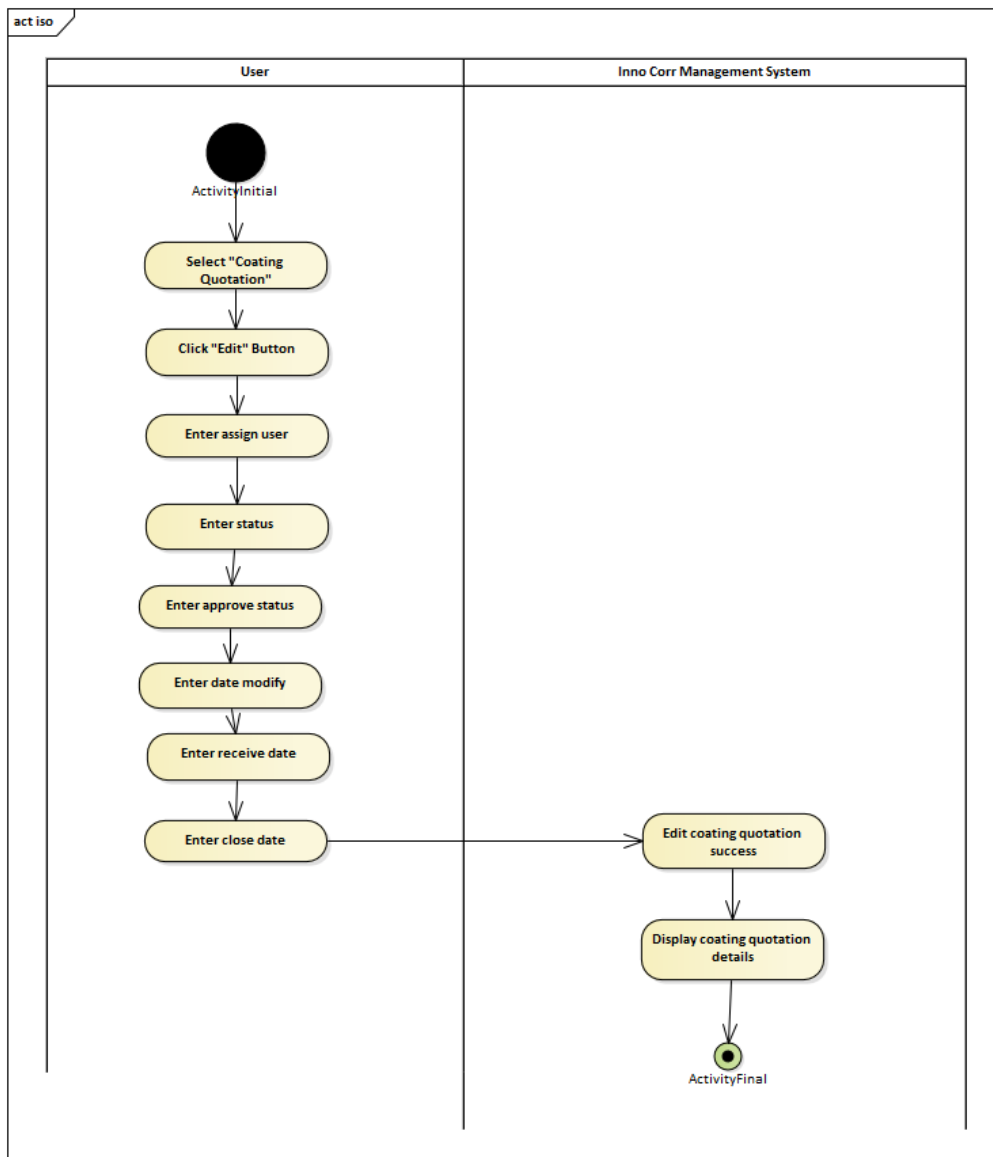 act iso
User
Inno Corr Management System
ActivityInitial
Select "Coating
Quotation"
Click "Edit" Button
Enter assign user
Enter status
Enter approve status
Enter date modify
Enter receive date
Enter close date
Edit coating quotation
success
Display coating quotation
details
ActivityFinal